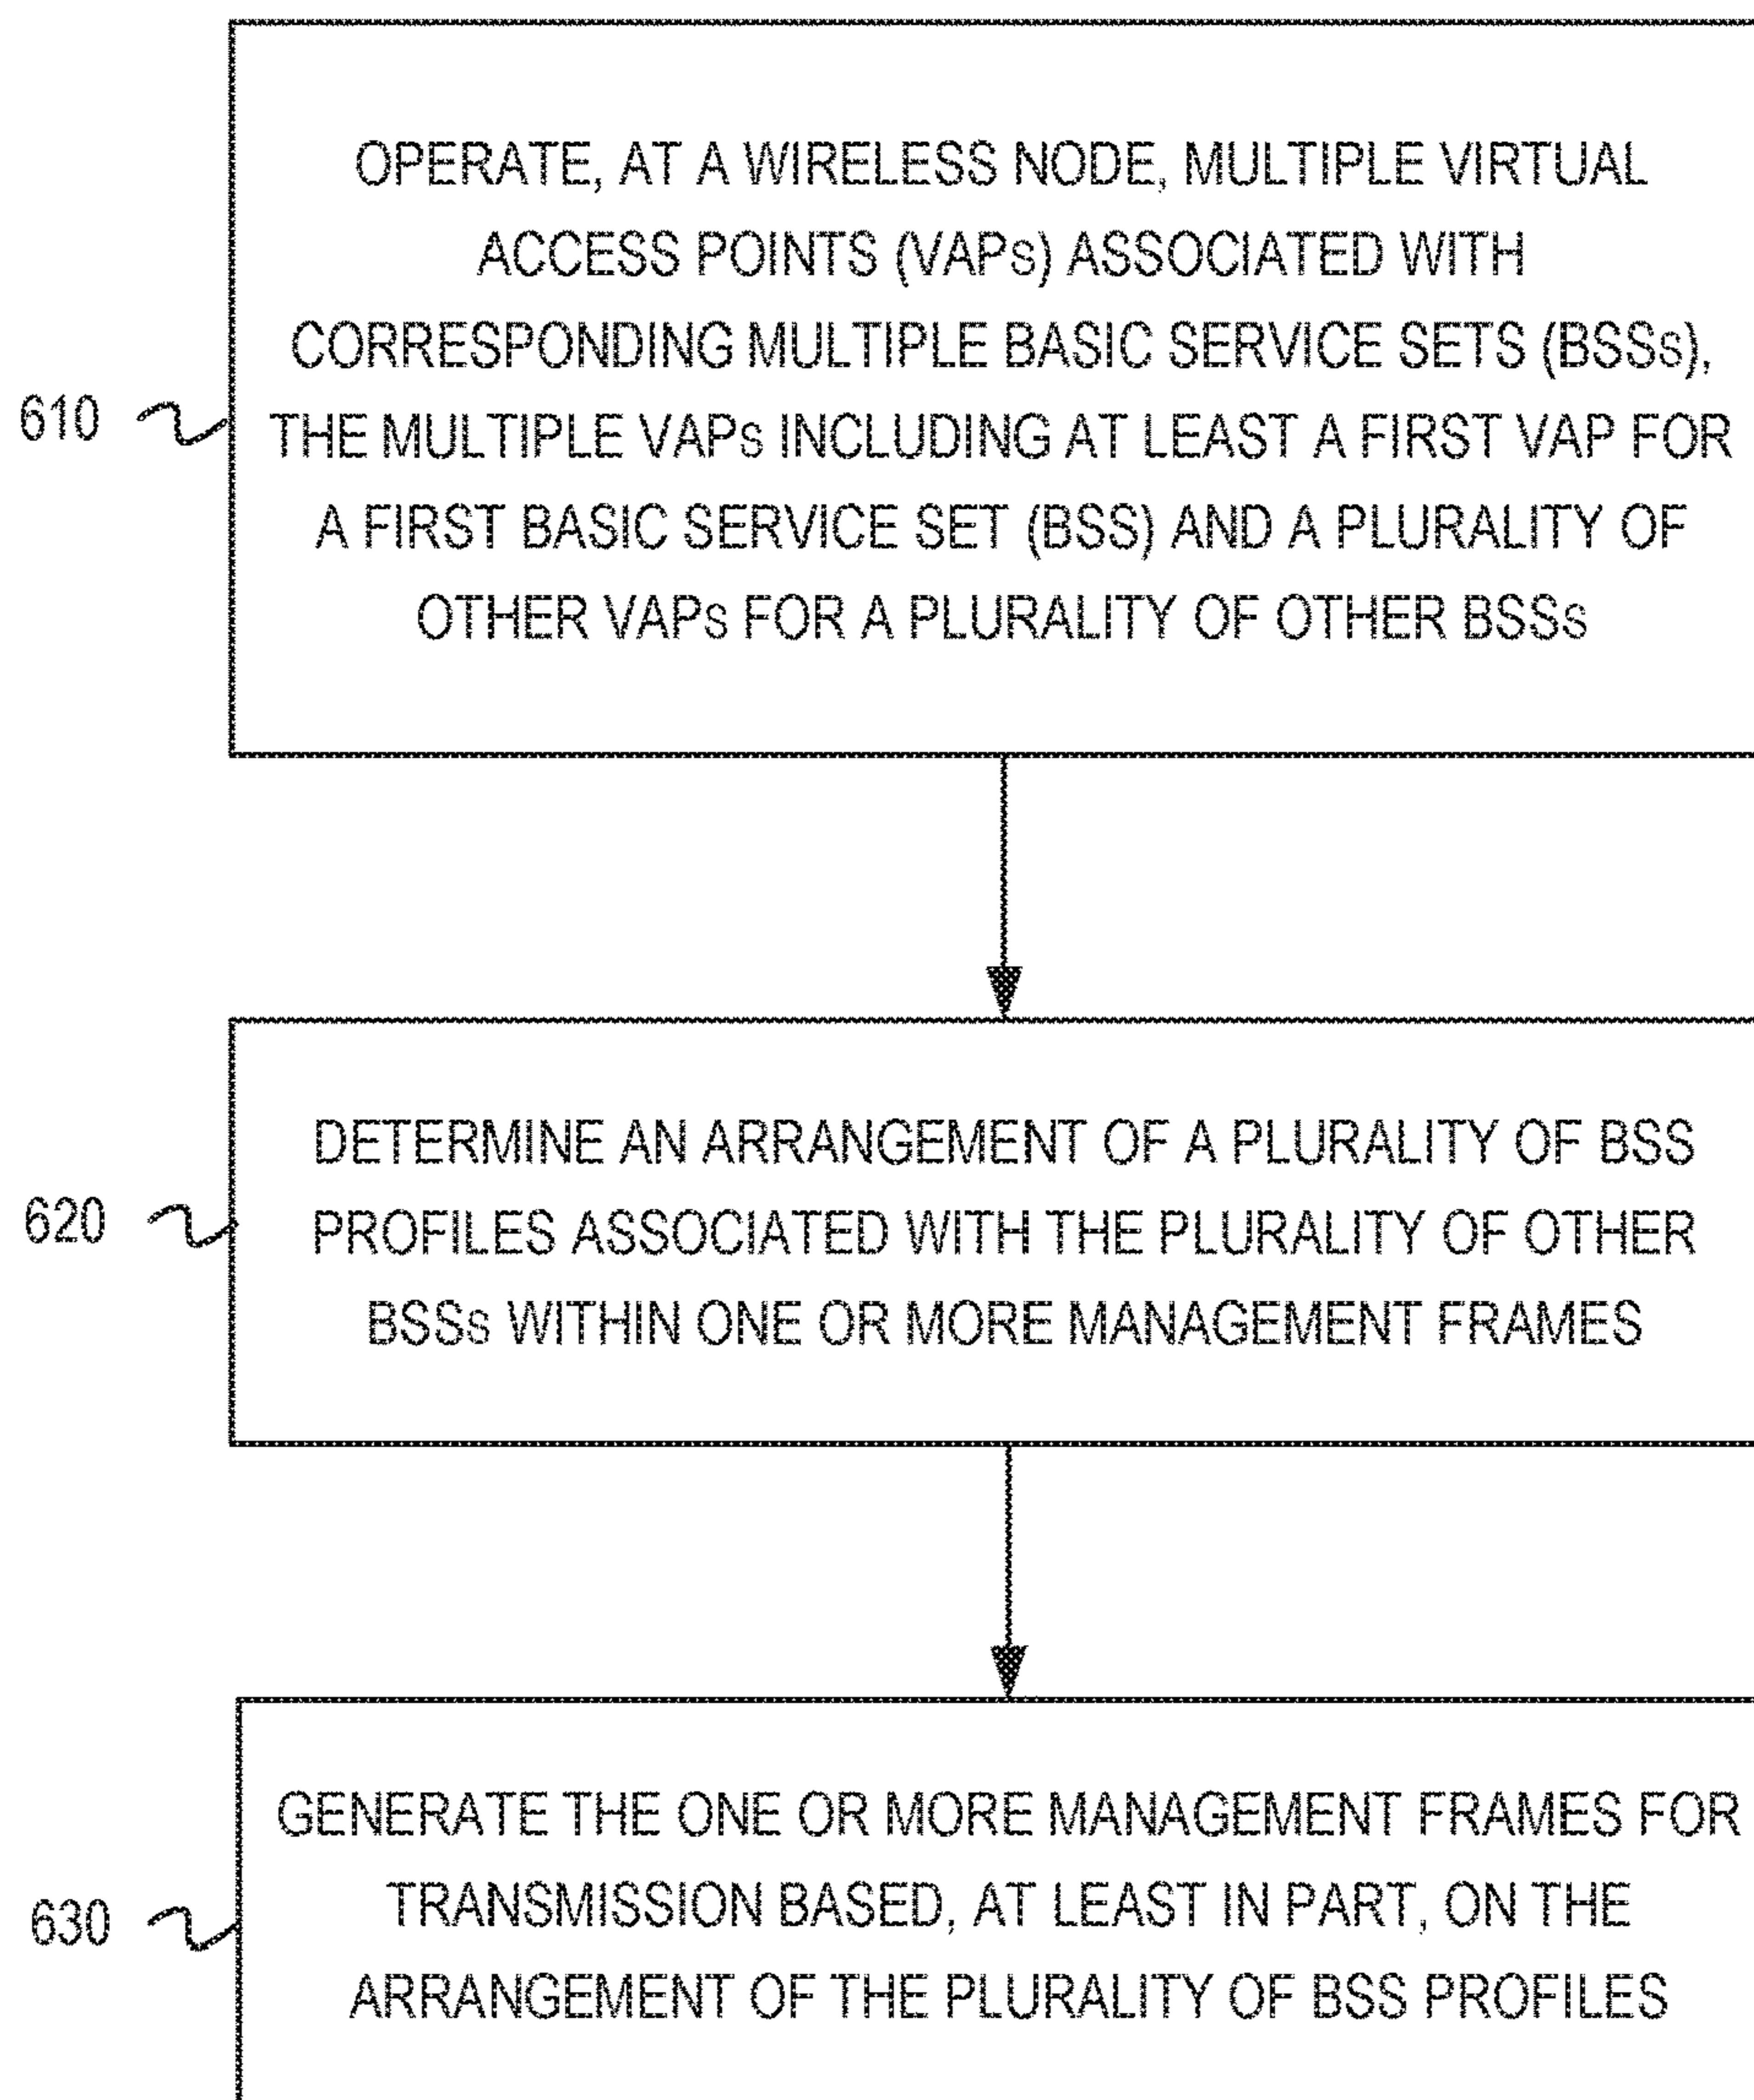 OPERATE, AT A WIRELESS NODE, MULTIPLE VIRTUAL
ACCESS POINTS (VAPs) ASSOCIATED WITH
CORRESPONDING MULTIPLE BASIC SERVICE SETS (BSSs),
THE MULTIPLE VAPs INCLUDING AT LEAST A FIRST VAP FOR
A FIRST BASIC SERVICE SET (BSS) AND A PLURALITY OF
OTHER VAPs FOR A PLURALITY OF OTHER BSSs
610
DETERMINE AN ARRANGEMENT OF A PLURALITY OF BSS
PROFILES ASSOCIATED WITH THE PLURALITY OF OTHER
BSSs WITHIN ONE OR MORE MANAGEMENT FRAMES
620
GENERATE THE ONE OR MORE MANAGEMENT FRAMES FOR
TRANSMISSION BASED, AT LEAST IN PART, ON THE
ARRANGEMENT OF THE PLURALITY OF BSS PROFILES
630